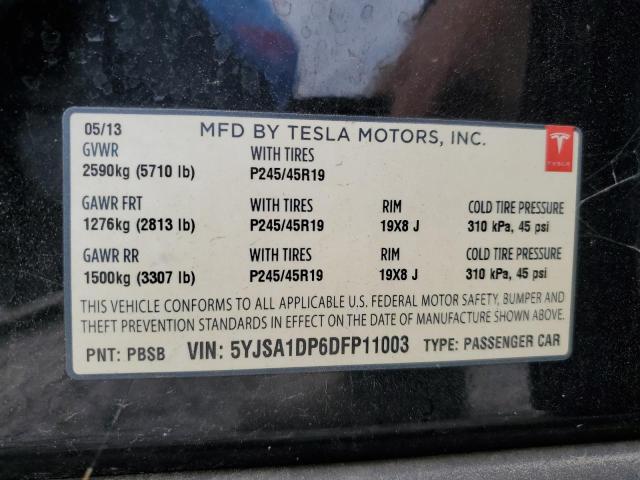 05/13 MFD BY TESLA MOTORS, INC.
GVWR WITH TIRES
2590kg (5710 lb) P245/45R19
TESLA
GAWR FRT WITH TIRES RIM COLD TIRE PRESSURE
1276kg (2813 lb) P245/45R19 19X8 J 310 kPa, 45 psi
GAWR RR WITH TIRES RIM COLD TIRE PRESSURE
1500kg (3307 lb) P245/45R19 19X8 J 310 kPa, 45 psi
THIS VEHICLE CONFORMS TO ALL APPLICABLE U.S. FEDERAL MOTOR SAFETY, BUMPER AND
THEFT PREVENTION STANDARDS IN EFFECT ON THE DATE OF MANUFACTURE SHOWN ABOVE.
PNT: PBSB VIN: 5YJSA1DP6DFP11003 TYPE: PASSENGER CAR